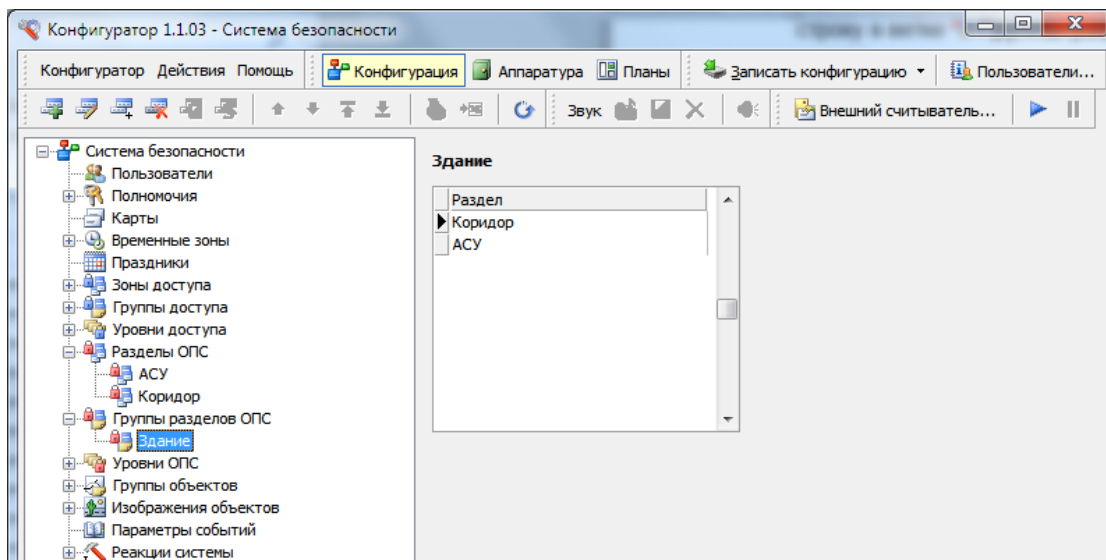 Конфигуратор 1.1.03 - Система безопасности
Конфигуратор Действия Помощь Конфигурация Аппаратура Планы Записать конфигурацию Пользователи...
Звук Внешний считыватель...
Система безопасности
Пользователи
Полномочия
Карты
Временные зоны
Праздники
Зоны доступа
Группы доступа
Уровни доступа
Разделы ОПС
АСУ
Коридор
Группы разделов ОПС
Здание
Уровни ОПС
Группы объектов
Изображения объектов
Параметры событий
Реакции системы
Здание
Раздел
Коридор
АСУ